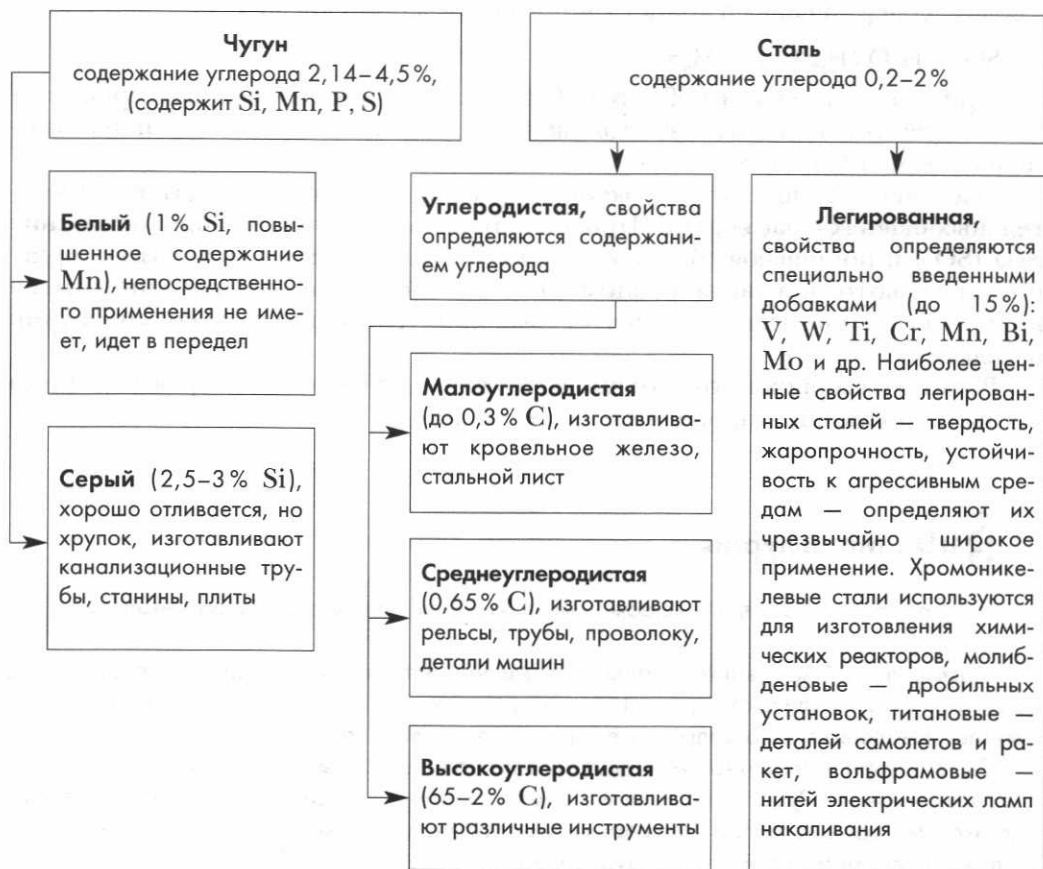 Чугун
содержание углерода 2,14–4,5%,
(содержит Si, Mn, P, S)
Сталь
содержание углерода 0,2–2%
Белый (1% Si, повы-
шенное содержание
Mn), непосредственно-
го применения не име-
ет, идет в передел
Серый (2,5–3% Si),
хорошо отливается, но
хрупок, изготавливают
канализационные тру-
бы, станины, плиты
Углеродистая, свойства
определяются содержани-
ем углерода
Малоуглеродистая
(до 0,3% C), изготавлива-
ют кровельное железо,
стальной лист
Среднеуглеродистая
(0,65% C), изготавливают
рельсы, трубы, проволоку,
детали машин
Высокоуглеродистая
(65–2% C), изготавлива-
ют различные инструменты
Легированная,
свойства определяются
специально введенными
добавками (до 15%):
V, W, Ti, Cr, Mn, Bi,
Mo и др. Наиболее цен-
ные свойства легирован-
ных сталей — твердость,
жаропрочность, устойчи-
вость к агрессивным сре-
дам — определяют их
чрезвычайно широкое
применение. Хромонике-
левые стали используются
для изготовления хими-
ческих реакторов, молиб-
деновые — дробильных
установок, титановые —
деталей самолетов и ра-
кет, вольфрамовые —
нитей электрических ламп
накаливания